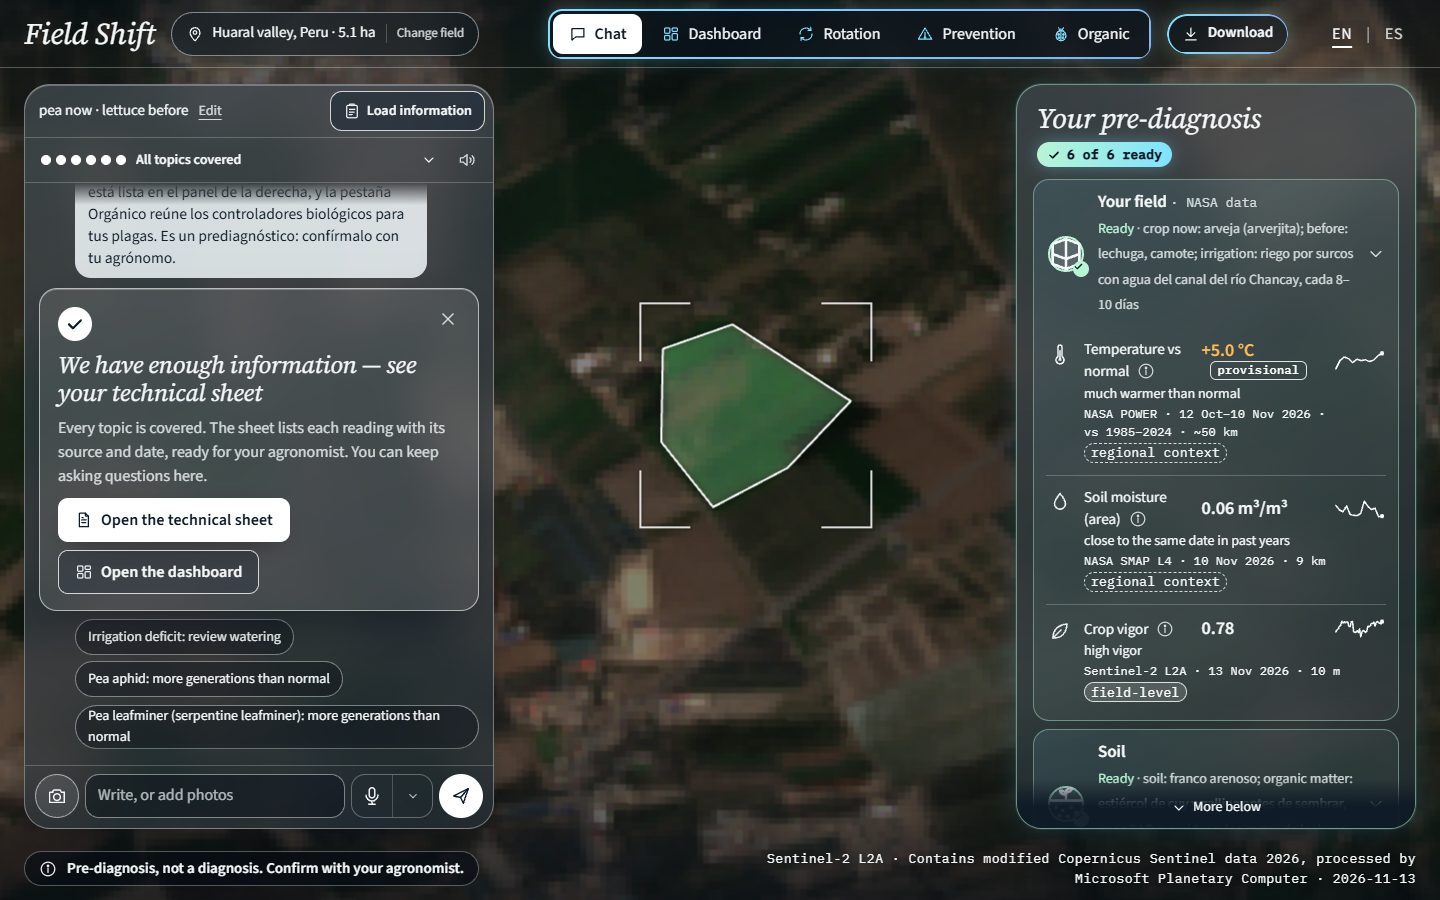 Field Shift
Huaral valley, Peru · 5.1 ha
Change field
Chat
Dashboard
Rotation
Prevention
Organic
Download
EN | ES
pea now · lettuce before Edit
Load information
All topics covered
está lista en el panel de la derecha, y la pestaña
Orgánico reúne los controladores biológicos para
tus plagas. Es un prediagnóstico: confírmalo con
tu agrónomo.
We have enough information — see
your technical sheet
Every topic is covered. The sheet lists each reading with its
source and date, ready for your agronomist. You can keep
asking questions here.
Open the technical sheet
Open the dashboard
Irrigation deficit: review watering
Pea aphid: more generations than normal
Pea leafminer (serpentine leafminer): more generations than
normal
Write, or add photos
Pre-diagnosis, not a diagnosis. Confirm with your agronomist.
Your pre-diagnosis
6 of 6 ready
Your field · NASA data
Ready · crop now: arveja (arverjita); before:
lechuga, camote; irrigation: riego por surcos
con agua del canal del río Chancay, cada 8–
10 días
Temperature vs
normal
+5.0 °C
provisional
much warmer than normal
NASA POWER · 12 Oct–10 Nov 2026 ·
vs 1985–2024 · ~50 km
regional context
Soil moisture
(area)
0.06 m³/m³
close to the same date in past years
NASA SMAP L4 · 10 Nov 2026 · 9 km
regional context
Crop vigor
0.78
high vigor
Sentinel-2 L2A · 13 Nov 2026 · 10 m
field-level
Soil
Ready · soil: franco arenoso; organic matter:
More below
Sentinel-2 L2A · Contains modified Copernicus Sentinel data 2026, processed by
Microsoft Planetary Computer · 2026-11-13